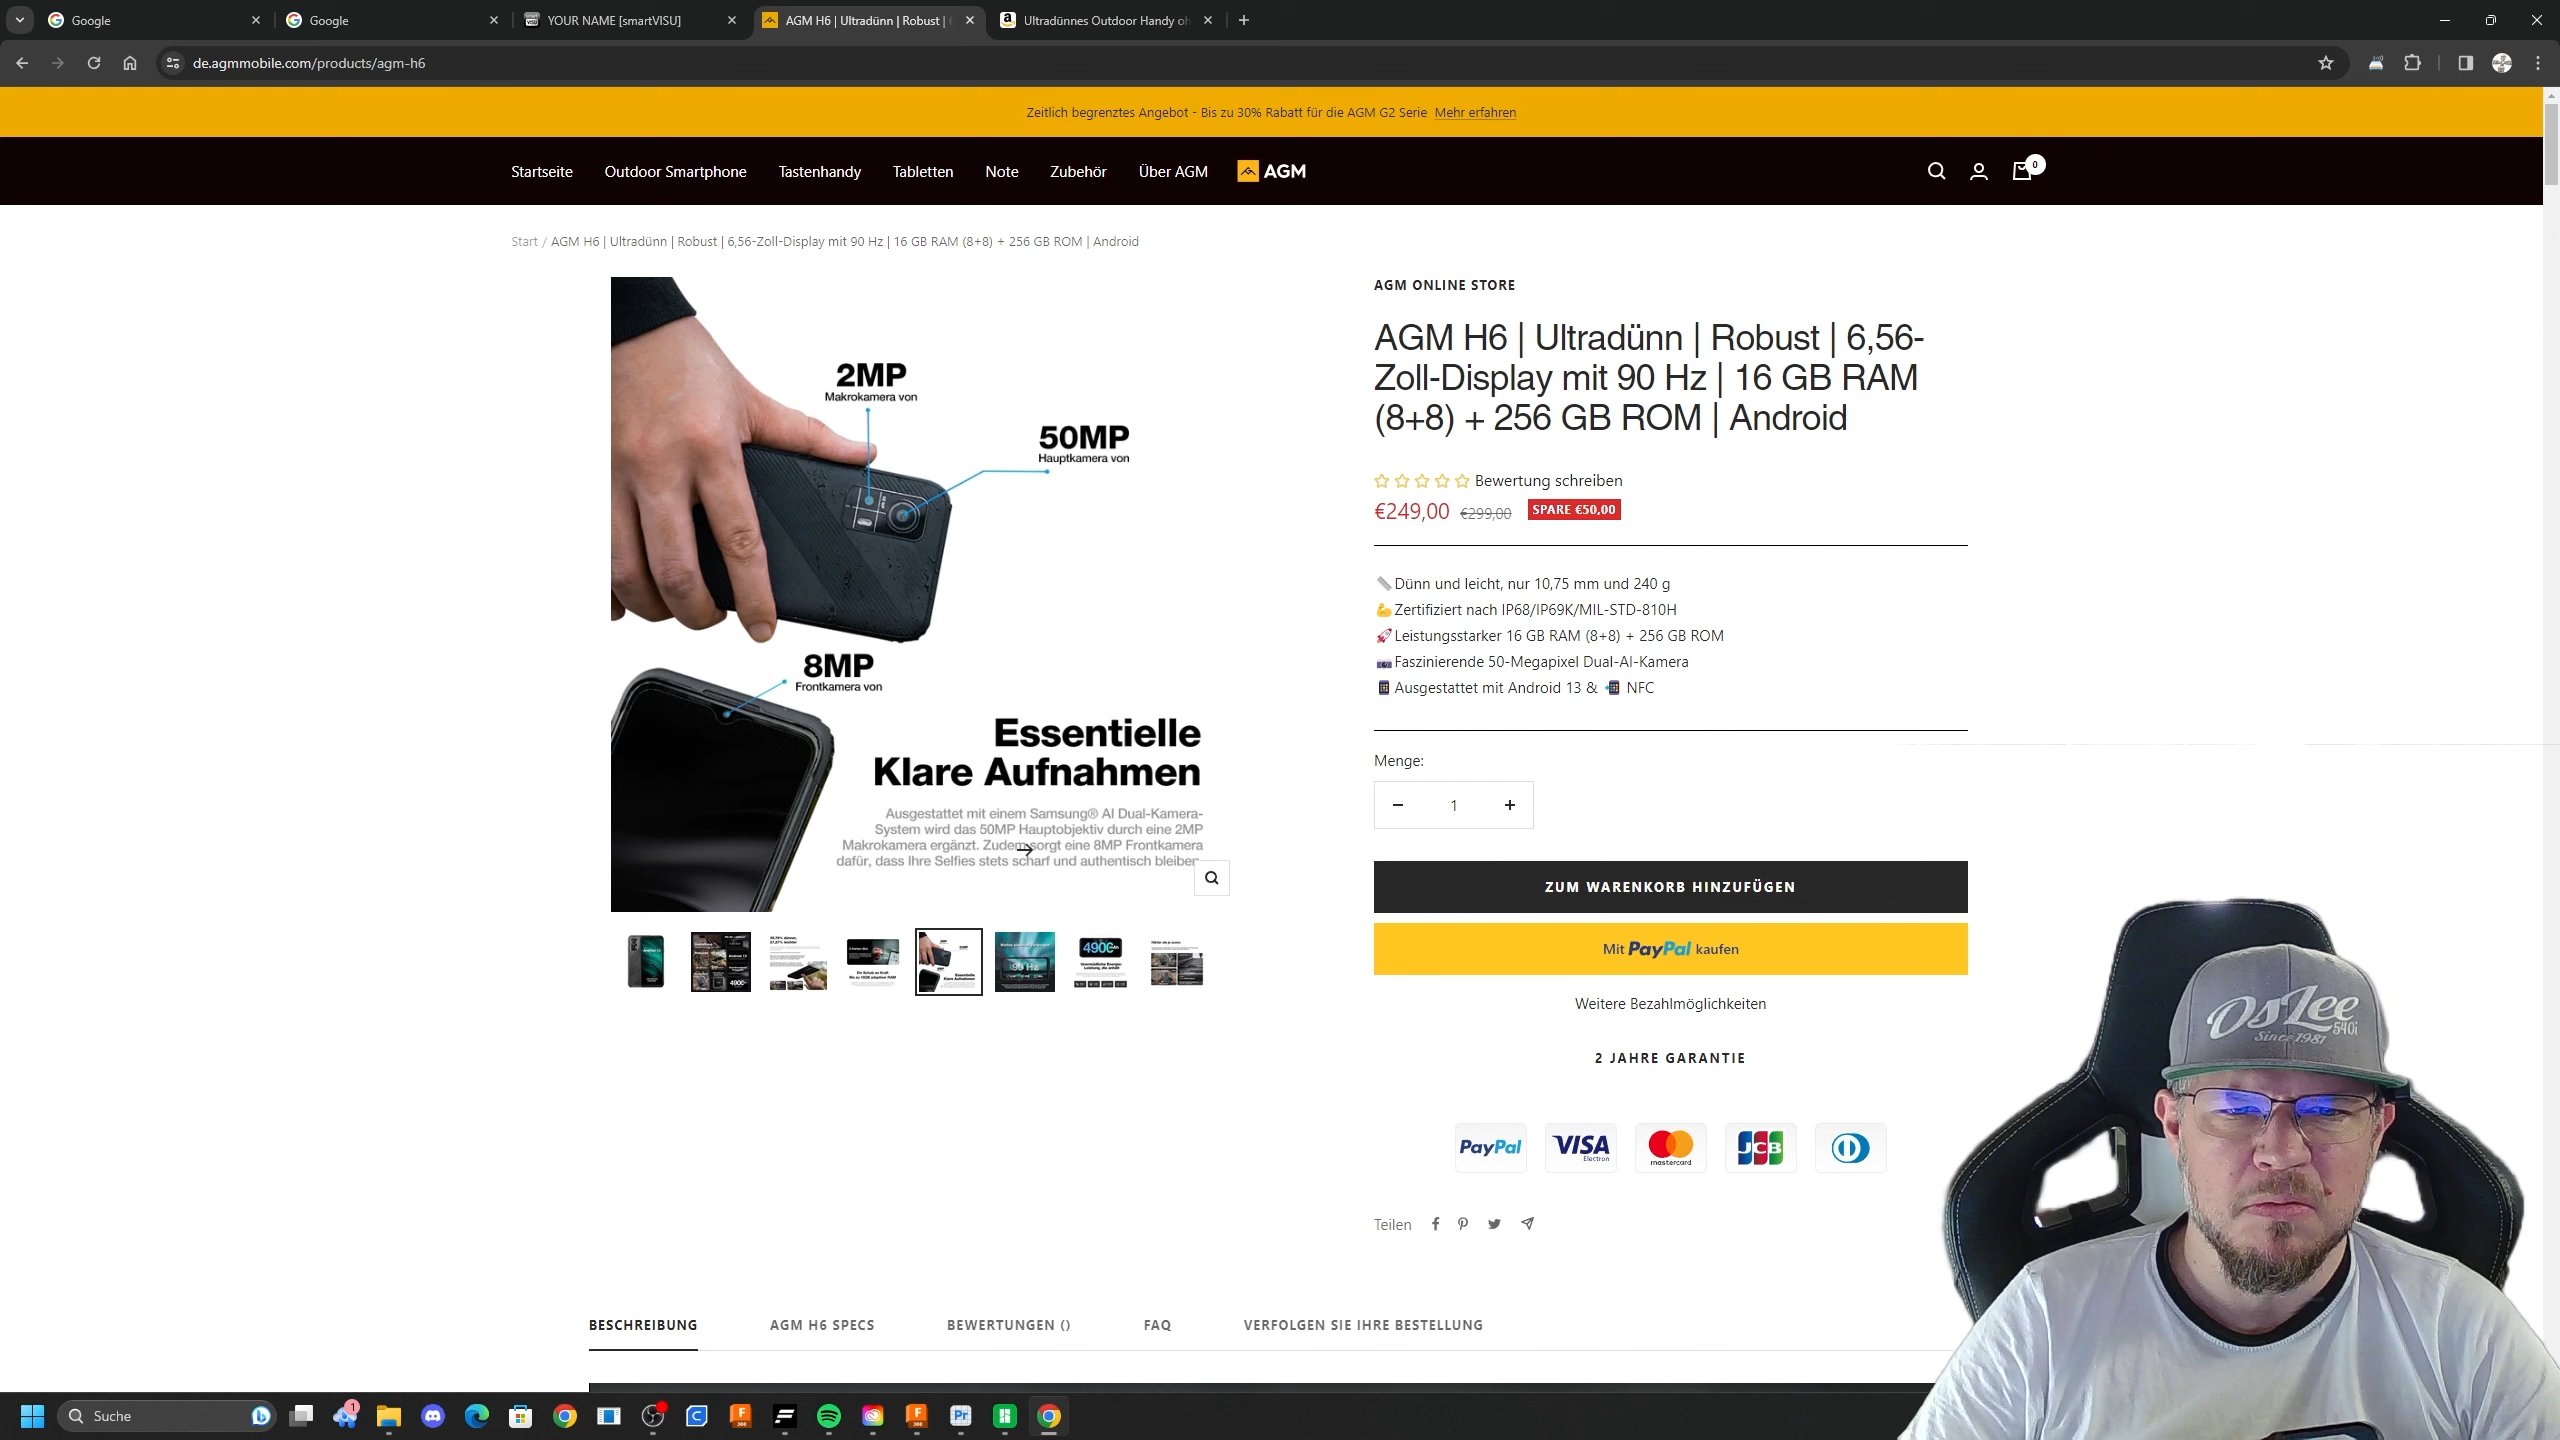 Google
Google
YOUR NAME [smartVISU]
AGM H6 | Ultradünn | Robust |
Ultradünnes Outdoor Handy oh
de.agmmobile.com/products/agm-h6
Zeitlich begrenztes Angebot - Bis zu 30% Rabatt für die AGM G2 Serie Mehr erfahren
Startseite
Outdoor Smartphone
Tastenhandy
Tabletten
Note
Zubehör
Über AGM
AGM
0
Start / AGM H6 | Ultradünn | Robust | 6,56-Zoll-Display mit 90 Hz | 16 GB RAM (8+8) + 256 GB ROM | Android
2MP
Makrokamera von
50MP
Hauptkamera von
8MP
Frontkamera von
Essentielle
Klare Aufnahmen
Ausgestattet mit einem Samsung® AI Dual-Kamera-
System wird das 50MP Hauptobjektiv durch eine 2MP
Makrokamera ergänzt. Zudem sorgt eine 8MP Frontkamera
dafür, dass Ihre Selfies stets scharf und authentisch bleiben.
4900
90 Hz
4900
AGM ONLINE STORE
AGM H6 | Ultradünn | Robust | 6,56-
Zoll-Display mit 90 Hz | 16 GB RAM
(8+8) + 256 GB ROM | Android
Bewertung schreiben
€249,00 €299,00 SPARE €50,00
Dünn und leicht, nur 10,75 mm und 240 g
Zertifiziert nach IP68/IP69K/MIL-STD-810H
Leistungsstarker 16 GB RAM (8+8) + 256 GB ROM
Faszinierende 50-Megapixel Dual-AI-Kamera
Ausgestattet mit Android 13 & NFC
Menge:
− 1 +
ZUM WARENKORB HINZUFÜGEN
Mit PayPal kaufen
Weitere Bezahlmöglichkeiten
2 JAHRE GARANTIE
PayPal
VISA
Electron
mastercard
JCB
Teilen
BESCHREIBUNG
AGM H6 SPECS
BEWERTUNGEN ()
FAQ
VERFOLGEN SIE IHRE BESTELLUNG
OsLee
540i
Since 1981
Suche
1
Pr